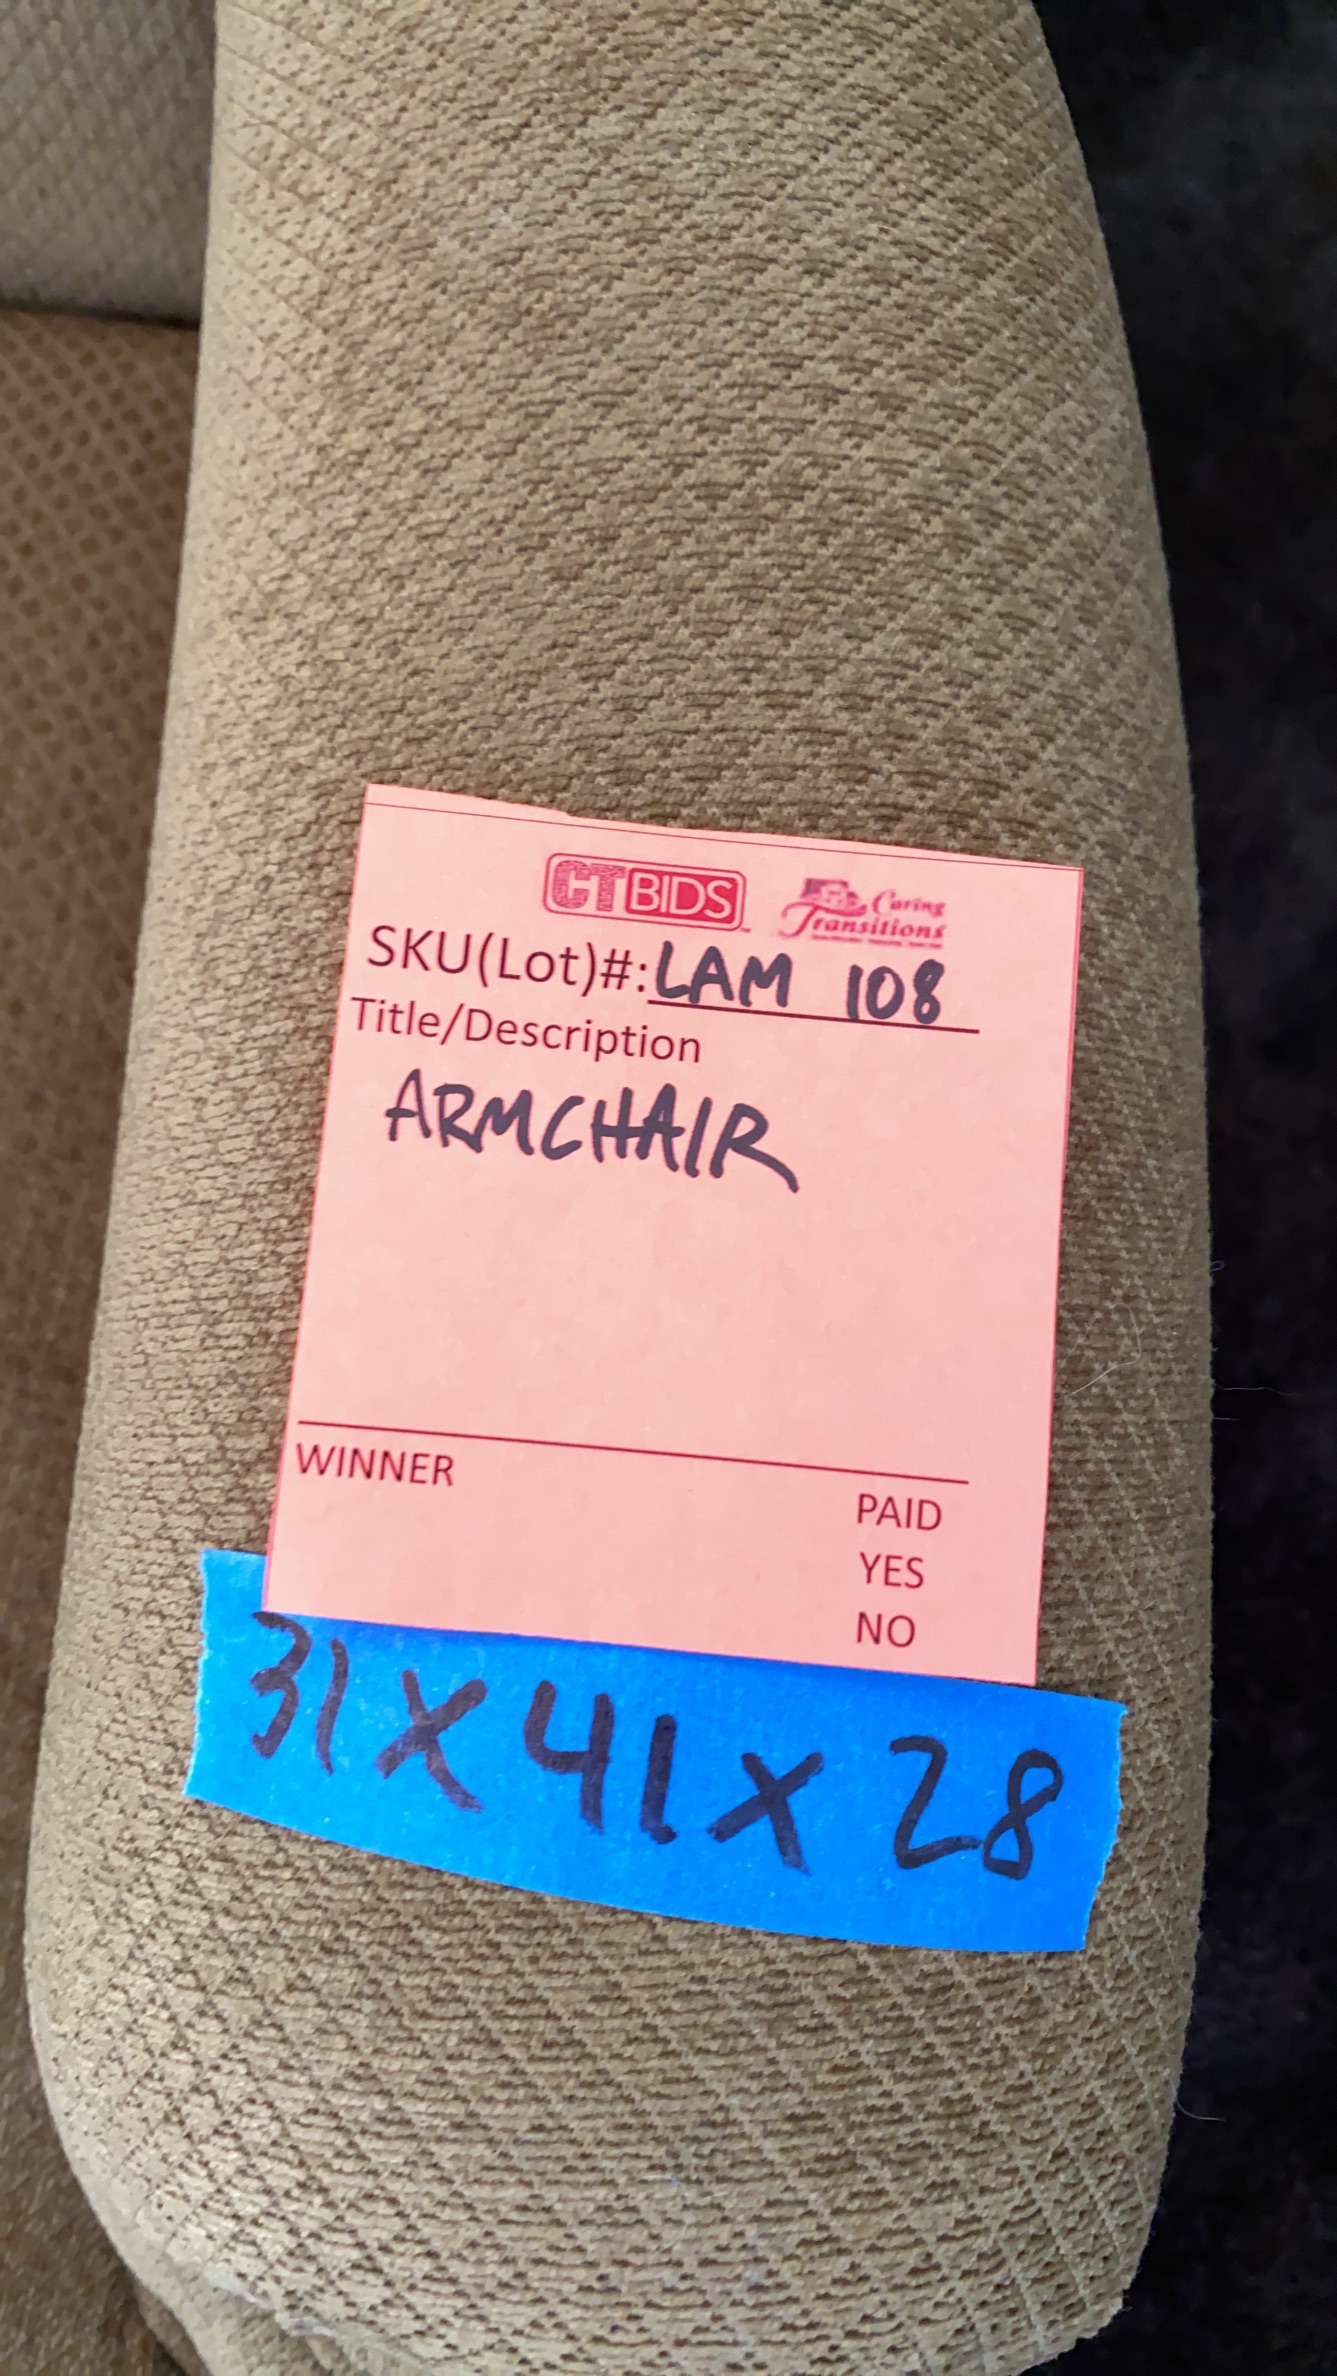 CTBIDS Caring Transitions
SKU(Lot)#: LAM 108
Title/Description
ARMCHAIR
WINNER
PAID
YES
NO
31 X 41 X 28